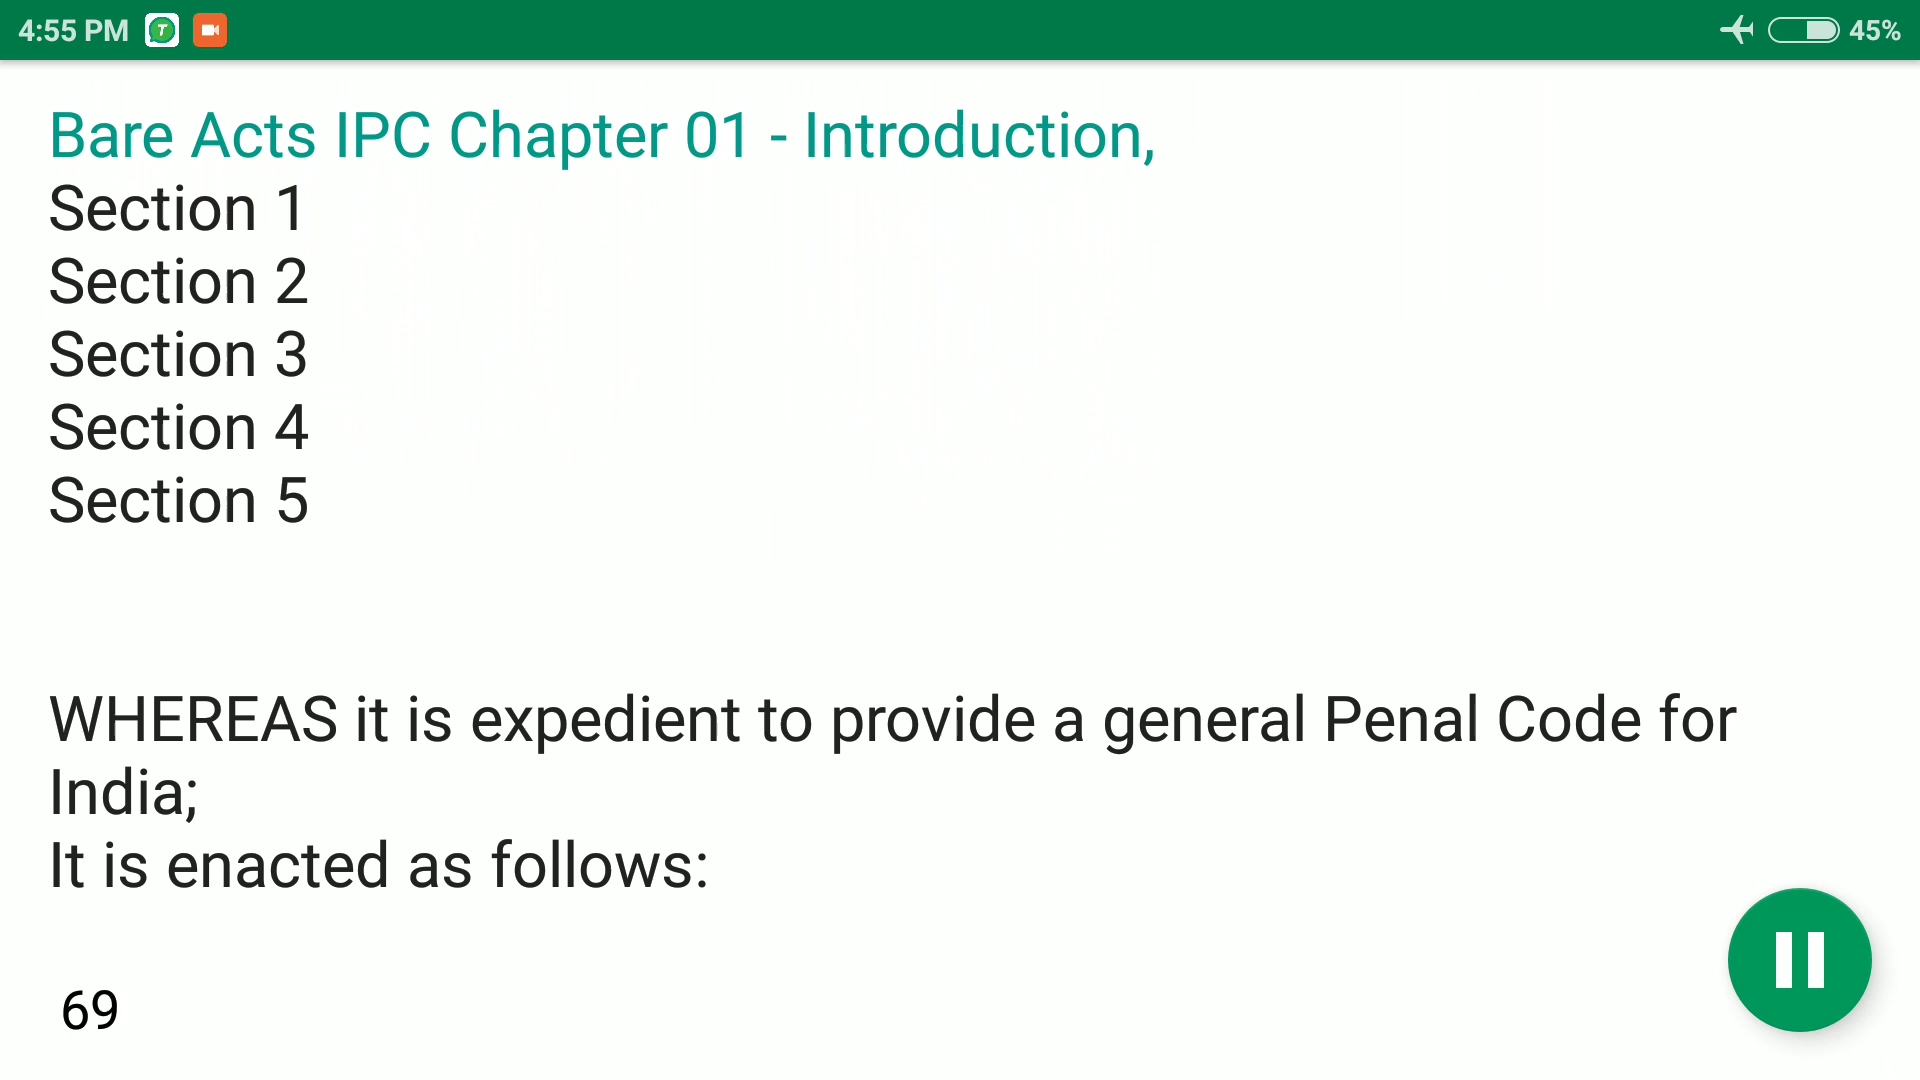 4:55 PM
45%
Bare Acts IPC Chapter 01 - Introduction,
Section 1
Section 2
Section 3
Section 4
Section 5
WHEREAS it is expedient to provide a general Penal Code for
India;
It is enacted as follows:
69